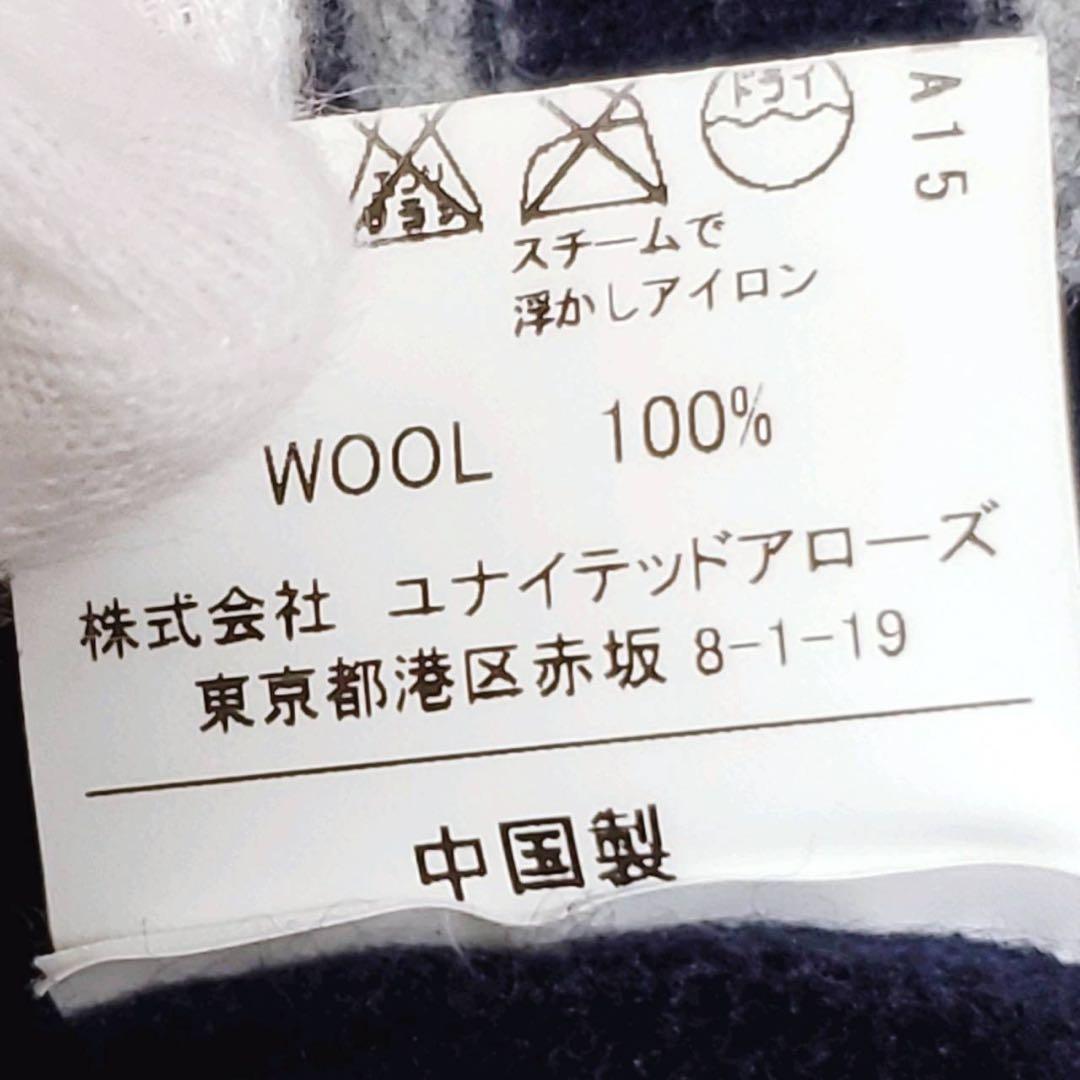 ドライ
A15
スチームで
浮かしアイロン
WOOL 100%
株式会社 ユナイテッドアローズ
東京都港区赤坂 8-1-19
中国製